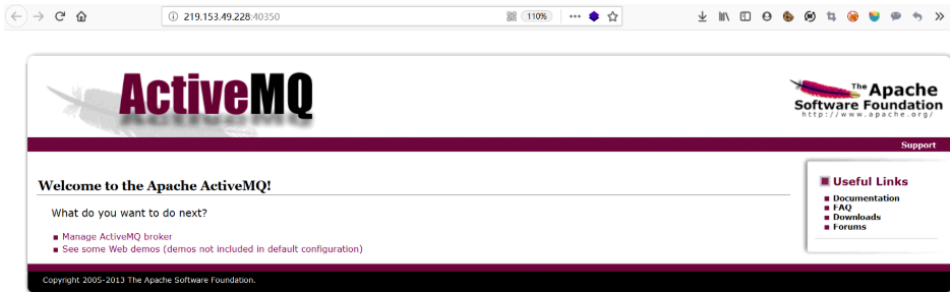 219.153.49.228:40350
110%
ActiveMQ
The Apache
Software Foundation
http://www.apache.org/
Support
Welcome to the Apache ActiveMQ!
What do you want to do next?
Manage ActiveMQ broker
See some Web demos (demos not included in default configuration)
Useful Links
Documentation
FAQ
Downloads
Forums
Copyright 2005-2013 The Apache Software Foundation.